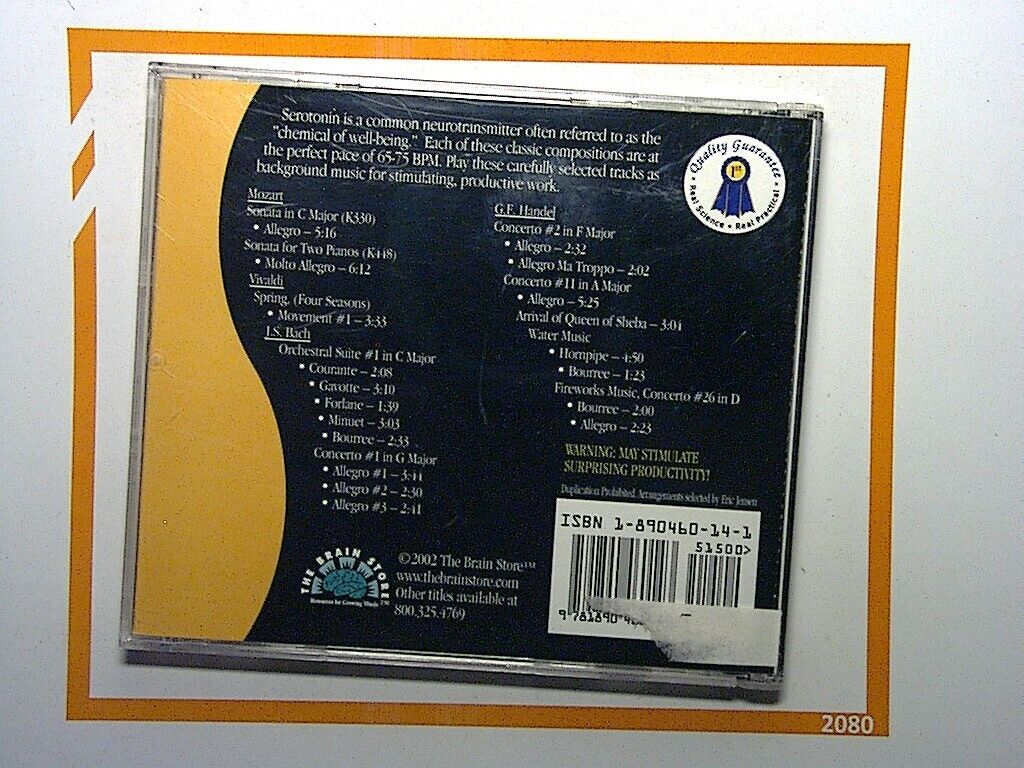 Serotonin is a common neurotransmitter often referred to as the
"chemical of well-being." Each of these classic compositions are at
the perfect pace of 65-75 BPM. Play these carefully selected tracks as
background music for stimulating, productive work.
Mozart
Sonata in C Major (K330)
• Allegro – 5:16
Sonata for Two Pianos (K448)
• Molto Allegro – 6:12
Vivaldi
Spring, (Four Seasons)
• Movement #1 – 3:33
J.S. Bach
Orchestral Suite #1 in C Major
• Courante – 2:08
• Gavotte – 3:10
• Forlane – 1:39
• Minuet – 3:03
• Bourree – 2:33
Concerto #1 in G Major
• Allegro #1 – 3:44
• Allegro #2 – 2:30
• Allegro #3 – 2:41
G.F. Handel
Concerto #2 in F Major
• Allegro – 2:32
• Allegro Ma Troppo – 2:02
Concerto #11 in A Major
• Allegro – 5:25
Arrival of Queen of Sheba – 3:04
Water Music
• Hornpipe – 4:50
• Bourree – 1:23
Fireworks Music, Concerto #26 in D
• Bourree – 2:00
• Allegro – 2:23
WARNING: MAY STIMULATE
SURPRISING PRODUCTIVITY!
Duplication Prohibited. Arrangements selected by Eric Jensen
Quality Guarantee
1st
• Real Science • Real Practical •
ISBN 1-890460-14-1
51500>
9 781890
THE BRAIN STORE™
Resources for Growing Minds
©2002 The Brain Store™
www.thebrainstore.com
Other titles available at
800.325.4769
2080